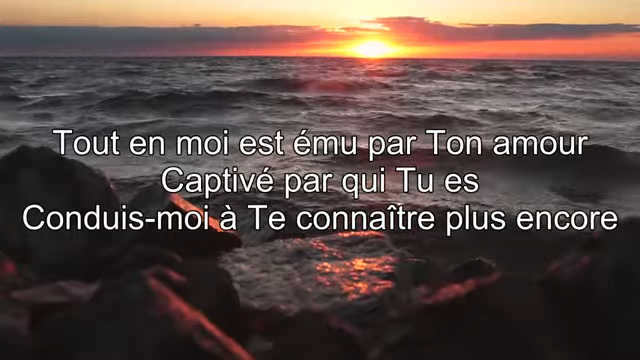 Tout en moi est ému par Ton amour
Captivé par qui Tu es
Conduis-moi à Te connaître plus encore